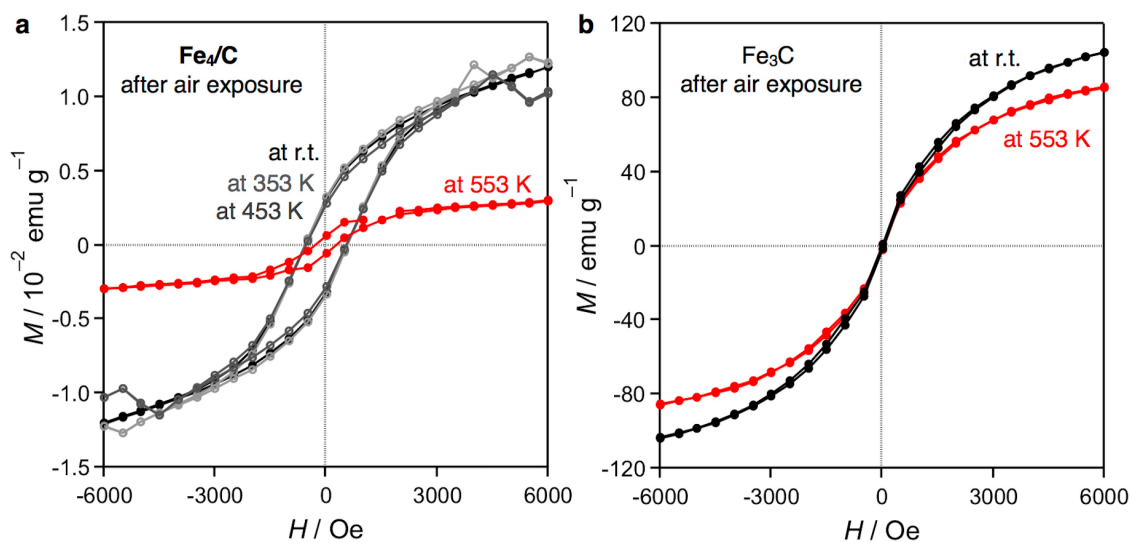 a
Fe₄/C
after air exposure
at r.t.
at 353 K
at 453 K
at 553 K
1.5
1.0
0.5
0
-0.5
-1.0
-1.5
M / 10⁻² emu g⁻¹
-6000
-3000
0
3000
6000
H / Oe
b
Fe₃C
after air exposure
at r.t.
at 553 K
120
80
40
0
-40
-80
-120
M / emu g⁻¹
-6000
-3000
0
3000
6000
H / Oe